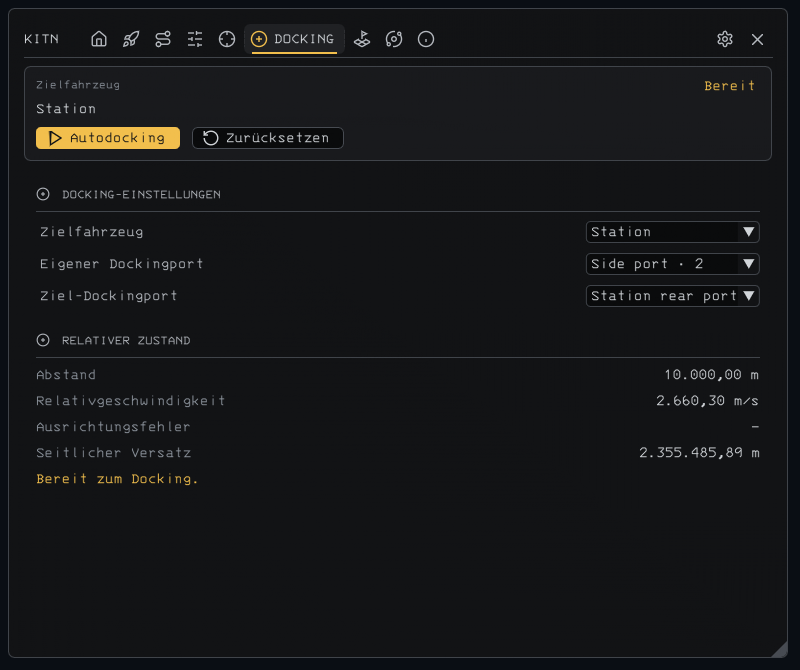 KITN DOCKING
Zielfahrzeug Bereit
Station
Autodocking Zurücksetzen
DOCKING-EINSTELLUNGEN
Zielfahrzeug Station
Eigener Dockingport Side port · 2
Ziel-Dockingport Station rear port
RELATIVER ZUSTAND
Abstand 10.000,00 m
Relativgeschwindigkeit 2.660,30 m/s
Ausrichtungsfehler –
Seitlicher Versatz 2.355.485,89 m
Bereit zum Docking.